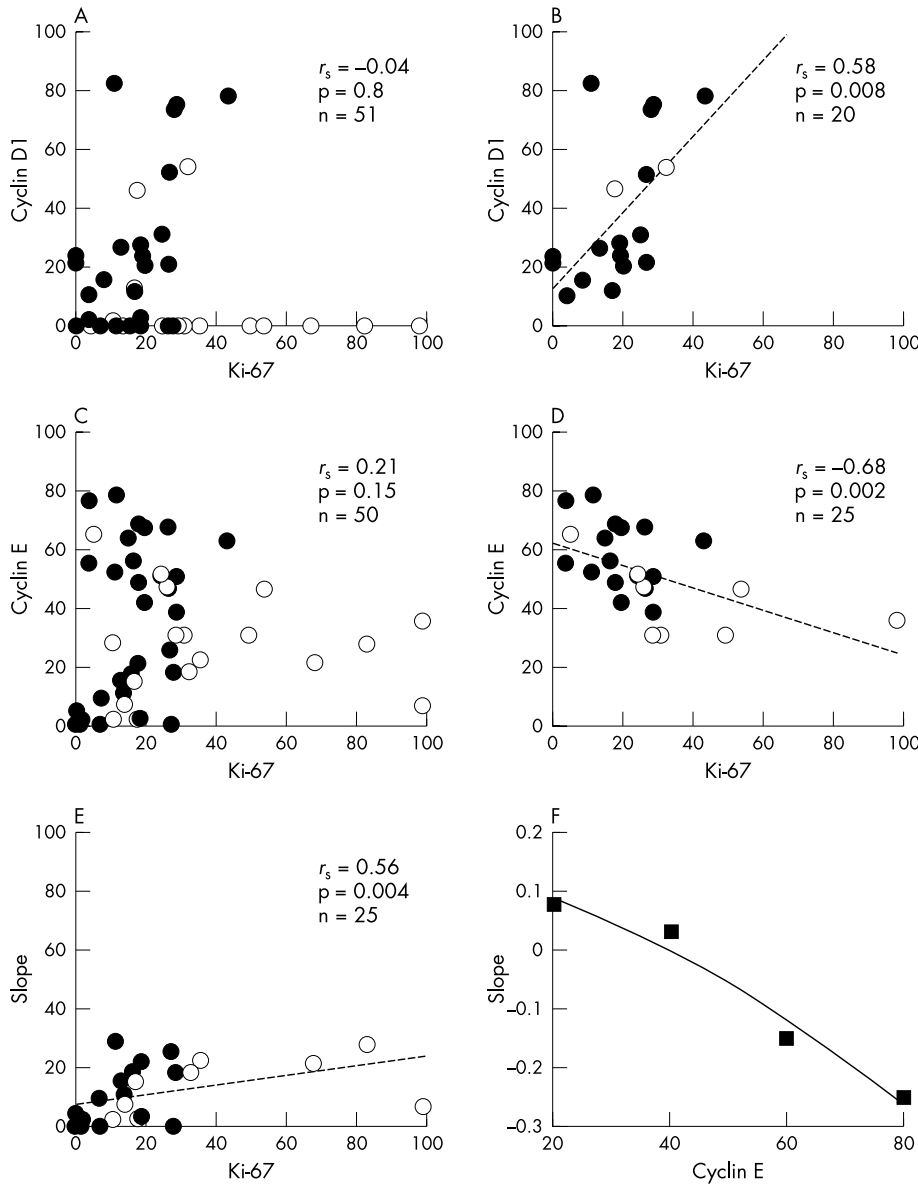 A
100
80
60
40
20
0
Cyclin D1
0 20 40 60 80 100
Ki-67
rs = –0.04
p = 0.8
n = 51
B
100
80
60
40
20
0
Cyclin D1
0 20 40 60 80 100
Ki-67
rs = 0.58
p = 0.008
n = 20
C
100
80
60
40
20
0
Cyclin E
0 20 40 60 80 100
Ki-67
rs = 0.21
p = 0.15
n = 50
D
100
80
60
40
20
0
Cyclin E
0 20 40 60 80 100
Ki-67
rs = –0.68
p = 0.002
n = 25
E
100
80
60
40
20
0
Slope
0 20 40 60 80 100
Ki-67
rs = 0.56
p = 0.004
n = 25
F
0.2
0.1
0
–0.1
–0.2
–0.3
Slope
20 40 60 80
Cyclin E